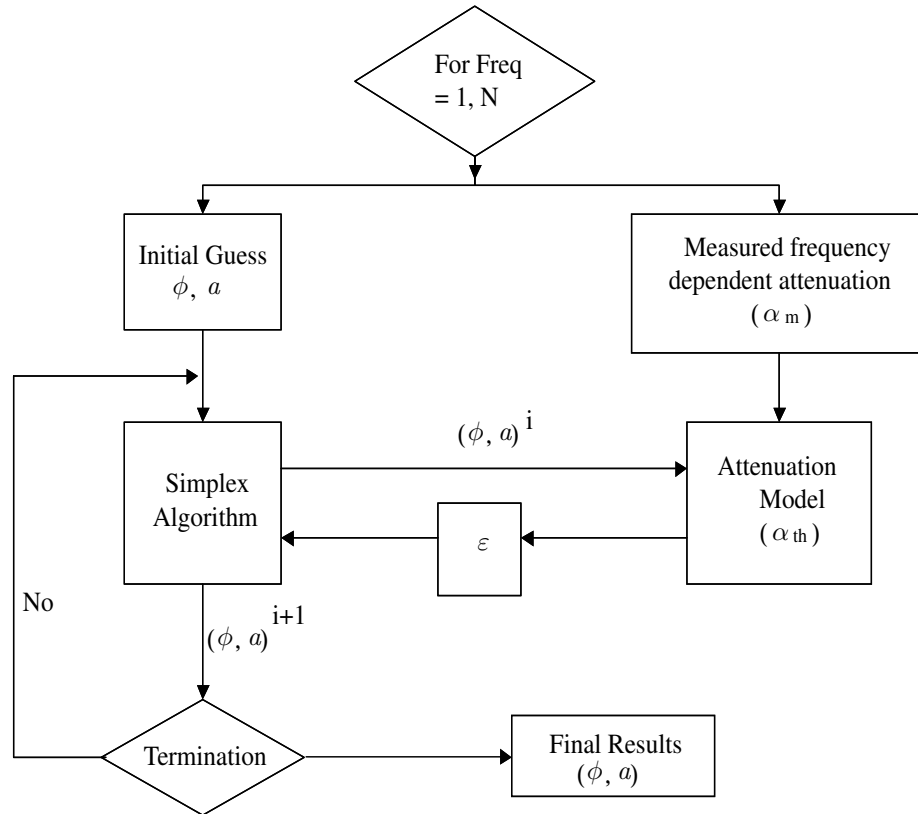 For Freq
= 1, N
Initial Guess
ϕ, a
Measured frequency
dependent attenuation
(α m)
(ϕ, a) i
Simplex
Algorithm
ε
Attenuation
Model
(α th)
No
(ϕ, a) i+1
Termination
Final Results
(ϕ, a)